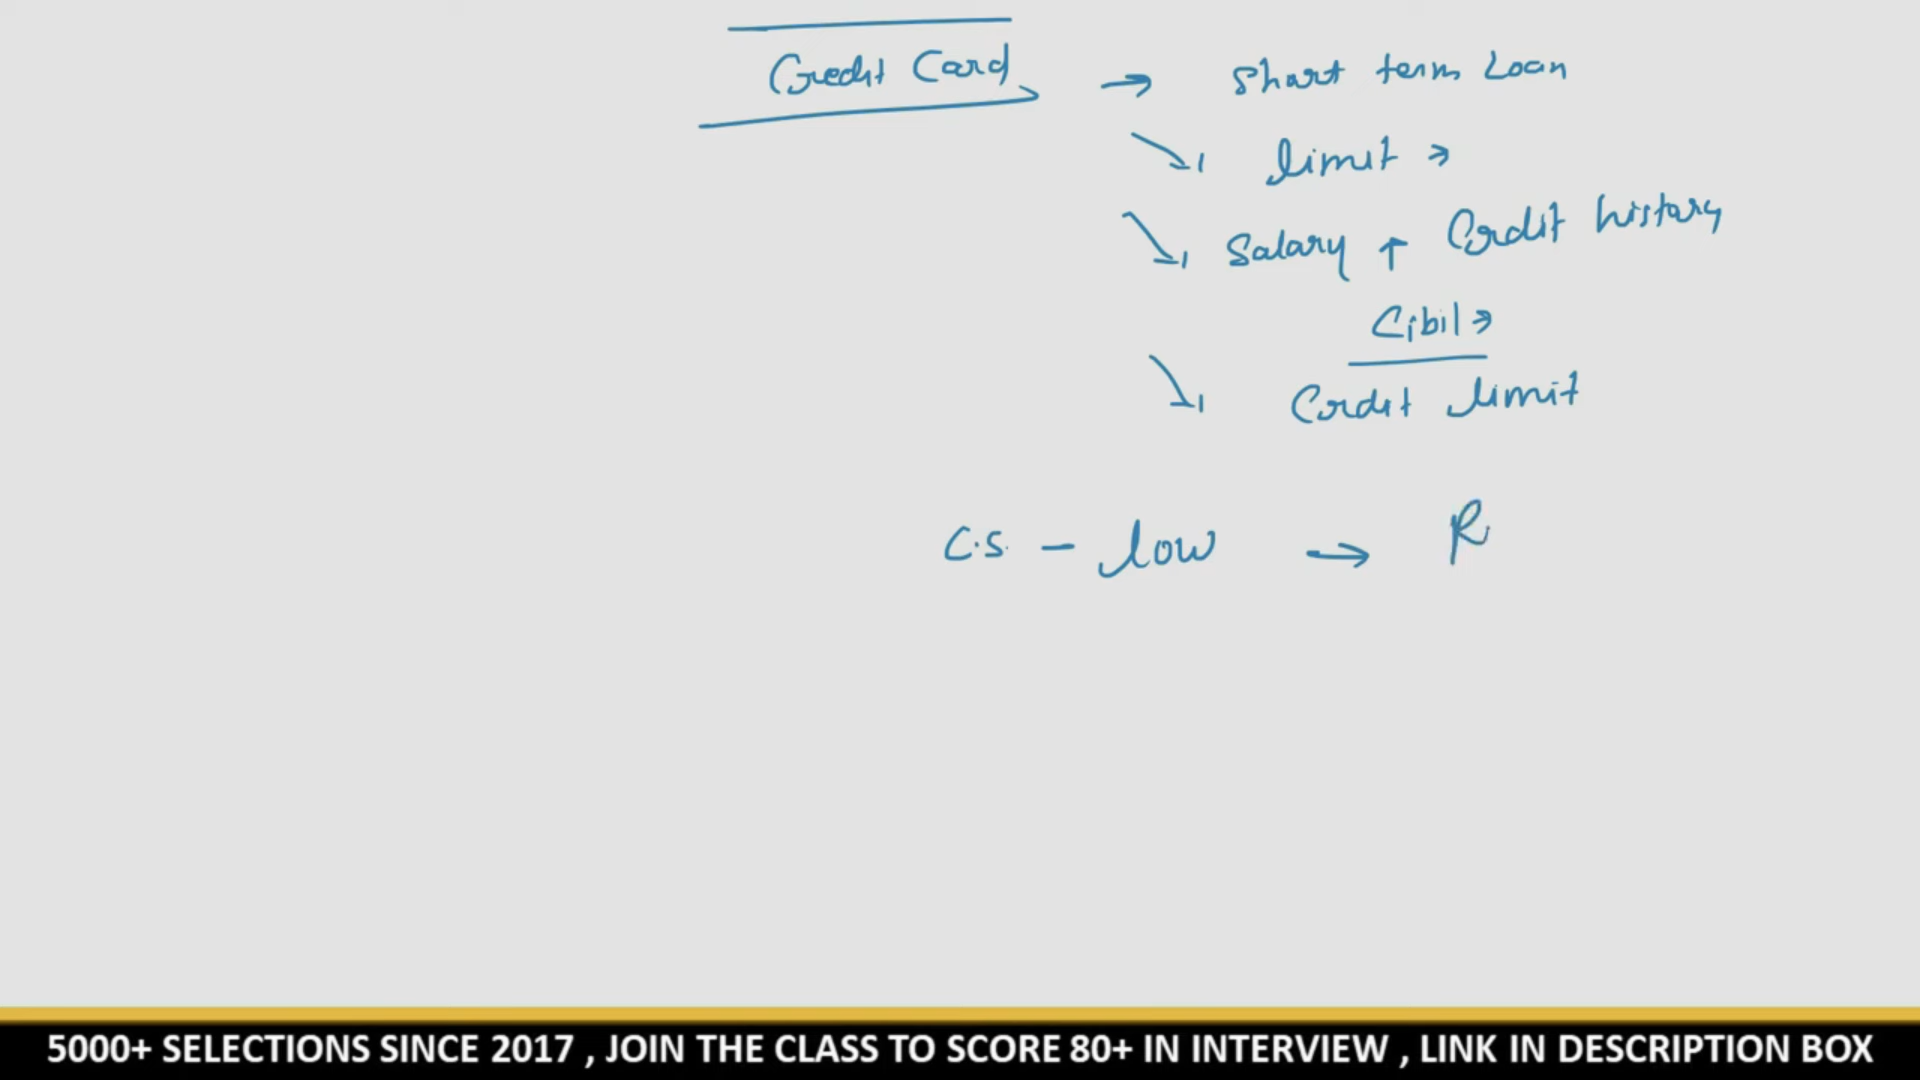 Credit Card → Short term Loan
limit →
Salary + Credit history
Cibil →
Credit limit
C.S. - low → R
5000+ SELECTIONS SINCE 2017 , JOIN THE CLASS TO SCORE 80+ IN INTERVIEW , LINK IN DESCRIPTION BOX